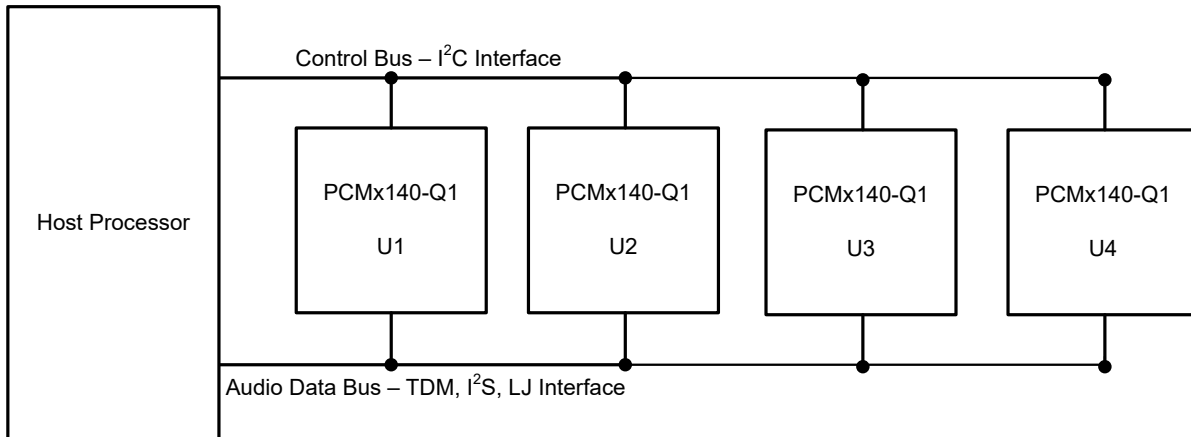 Control Bus – I²C Interface
Host Processor
PCMx140-Q1
U1
PCMx140-Q1
U2
PCMx140-Q1
U3
PCMx140-Q1
U4
Audio Data Bus – TDM, I²S, LJ Interface